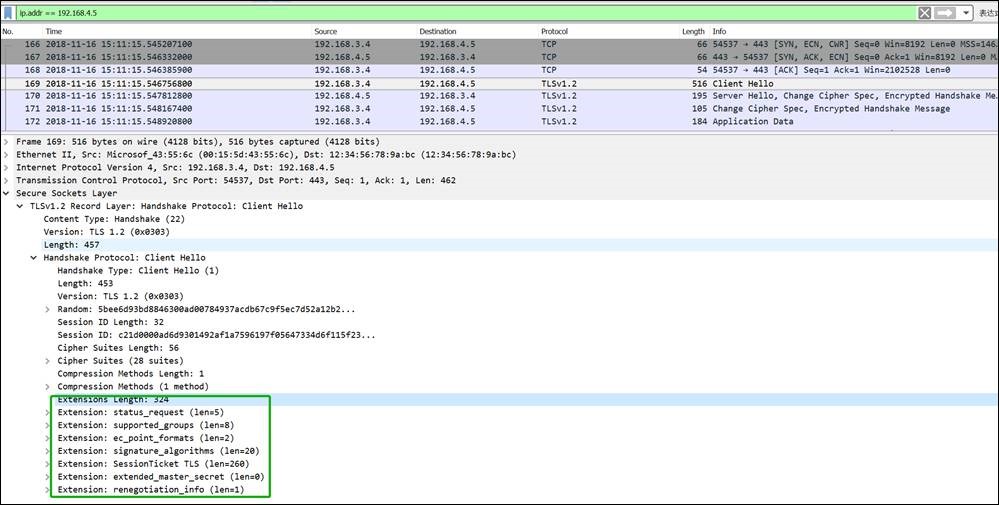 ip.addr == 192.168.4.5 表达式
No. Time Source Destination Protocol Length Info
166 2018-11-16 15:11:15.545207100 192.168.3.4 192.168.4.5 TCP 66 54537 → 443 [SYN, ECN, CWR] Seq=0 Win=8192 Len=0 MSS=146
167 2018-11-16 15:11:15.546332000 192.168.4.5 192.168.3.4 TCP 66 443 → 54537 [SYN, ACK, ECN] Seq=0 Ack=1 Win=8192 Len=0 M
168 2018-11-16 15:11:15.546385900 192.168.3.4 192.168.4.5 TCP 54 54537 → 443 [ACK] Seq=1 Ack=1 Win=2102528 Len=0
169 2018-11-16 15:11:15.546756800 192.168.3.4 192.168.4.5 TLSv1.2 516 Client Hello
170 2018-11-16 15:11:15.547812800 192.168.4.5 192.168.3.4 TLSv1.2 195 Server Hello, Change Cipher Spec, Encrypted Handshake Me
171 2018-11-16 15:11:15.548167400 192.168.3.4 192.168.4.5 TLSv1.2 105 Change Cipher Spec, Encrypted Handshake Message
172 2018-11-16 15:11:15.548920800 192.168.3.4 192.168.4.5 TLSv1.2 184 Application Data
Frame 169: 516 bytes on wire (4128 bits), 516 bytes captured (4128 bits)
Ethernet II, Src: Microsof_43:55:6c (00:15:5d:43:55:6c), Dst: 12:34:56:78:9a:bc (12:34:56:78:9a:bc)
Internet Protocol Version 4, Src: 192.168.3.4, Dst: 192.168.4.5
Transmission Control Protocol, Src Port: 54537, Dst Port: 443, Seq: 1, Ack: 1, Len: 462
Secure Sockets Layer
TLSv1.2 Record Layer: Handshake Protocol: Client Hello
Content Type: Handshake (22)
Version: TLS 1.2 (0x0303)
Length: 457
Handshake Protocol: Client Hello
Handshake Type: Client Hello (1)
Length: 453
Version: TLS 1.2 (0x0303)
Random: 5bee6d93bd8846300ad00784937acdb67c9f5ec7d52a12b2...
Session ID Length: 32
Session ID: c21d0000ad6d9301492af1a7596197f05647334d6f115f23...
Cipher Suites Length: 56
Cipher Suites (28 suites)
Compression Methods Length: 1
Compression Methods (1 method)
Extensions Length: 324
Extension: status_request (len=5)
Extension: supported_groups (len=8)
Extension: ec_point_formats (len=2)
Extension: signature_algorithms (len=20)
Extension: SessionTicket TLS (len=260)
Extension: extended_master_secret (len=0)
Extension: renegotiation_info (len=1)